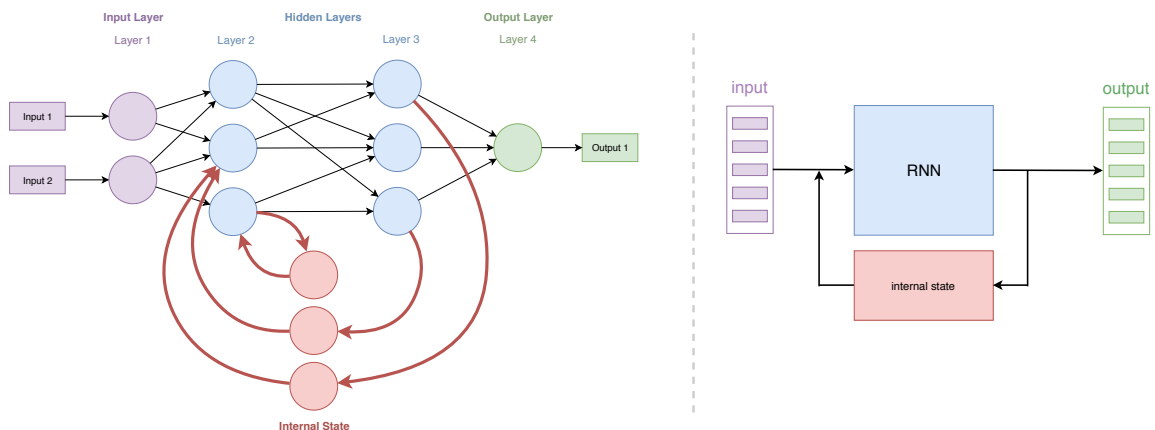 Input Layer
Hidden Layers
Output Layer
Layer 1
Layer 2
Layer 3
Layer 4
Input 1
Input 2
Output 1
Internal State
input
output
RNN
internal state